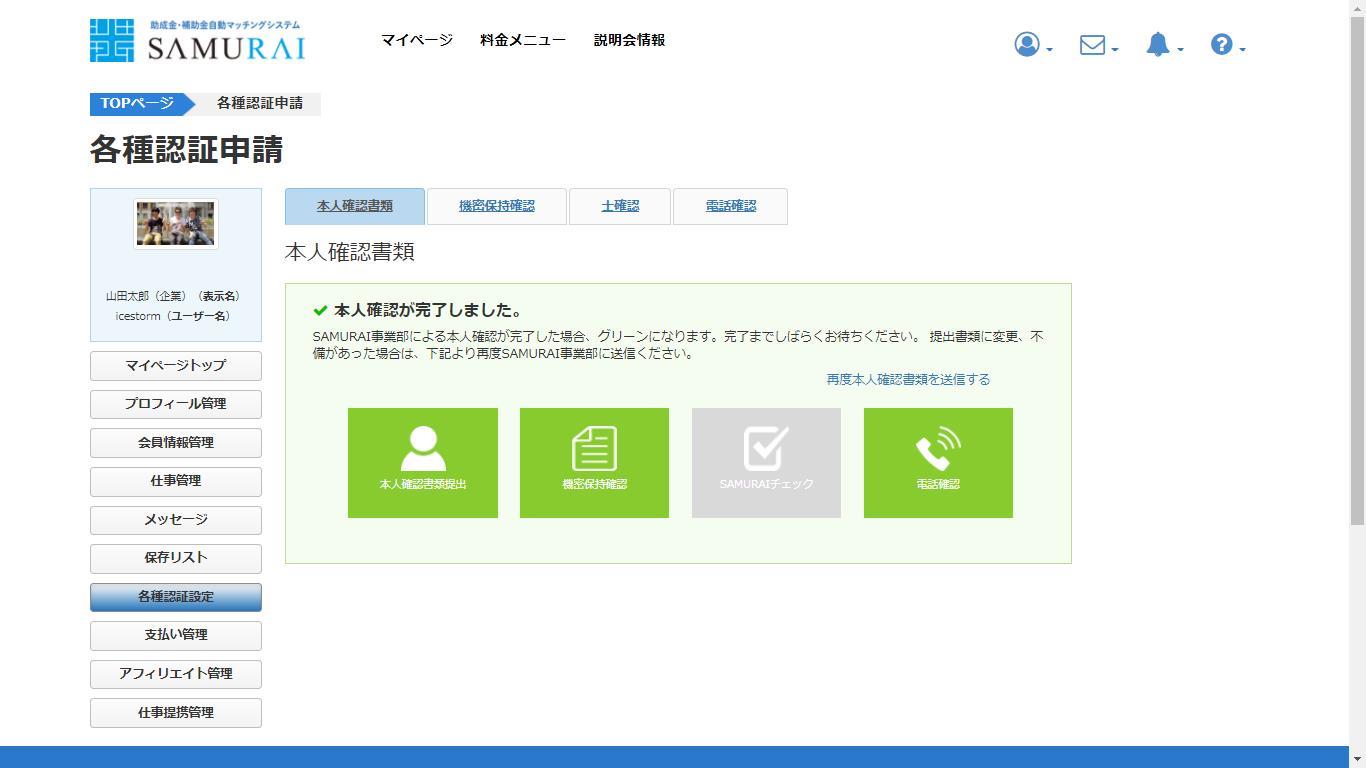 助成金・補助金自動マッチングシステム
SAMURAI
マイページ 料金メニュー 説明会情報
TOPページ 各種認証申請
各種認証申請
山田太郎（企業）（表示名）
icestorm（ユーザー名）
マイページトップ
プロフィール管理
会員情報管理
仕事管理
メッセージ
保存リスト
各種認証設定
支払い管理
アフィリエイト管理
仕事提携管理
本人確認書類 機密保持確認 士確認 電話確認
本人確認書類
本人確認が完了しました。
SAMURAI事業部による本人確認が完了した場合、グリーンになります。完了までしばらくお待ちください。 提出書類に変更、不
備があった場合は、下記より再度SAMURAI事業部に送信ください。
再度本人確認書類を送信する
本人確認書類提出 機密保持確認 SAMURAIチェック 電話確認